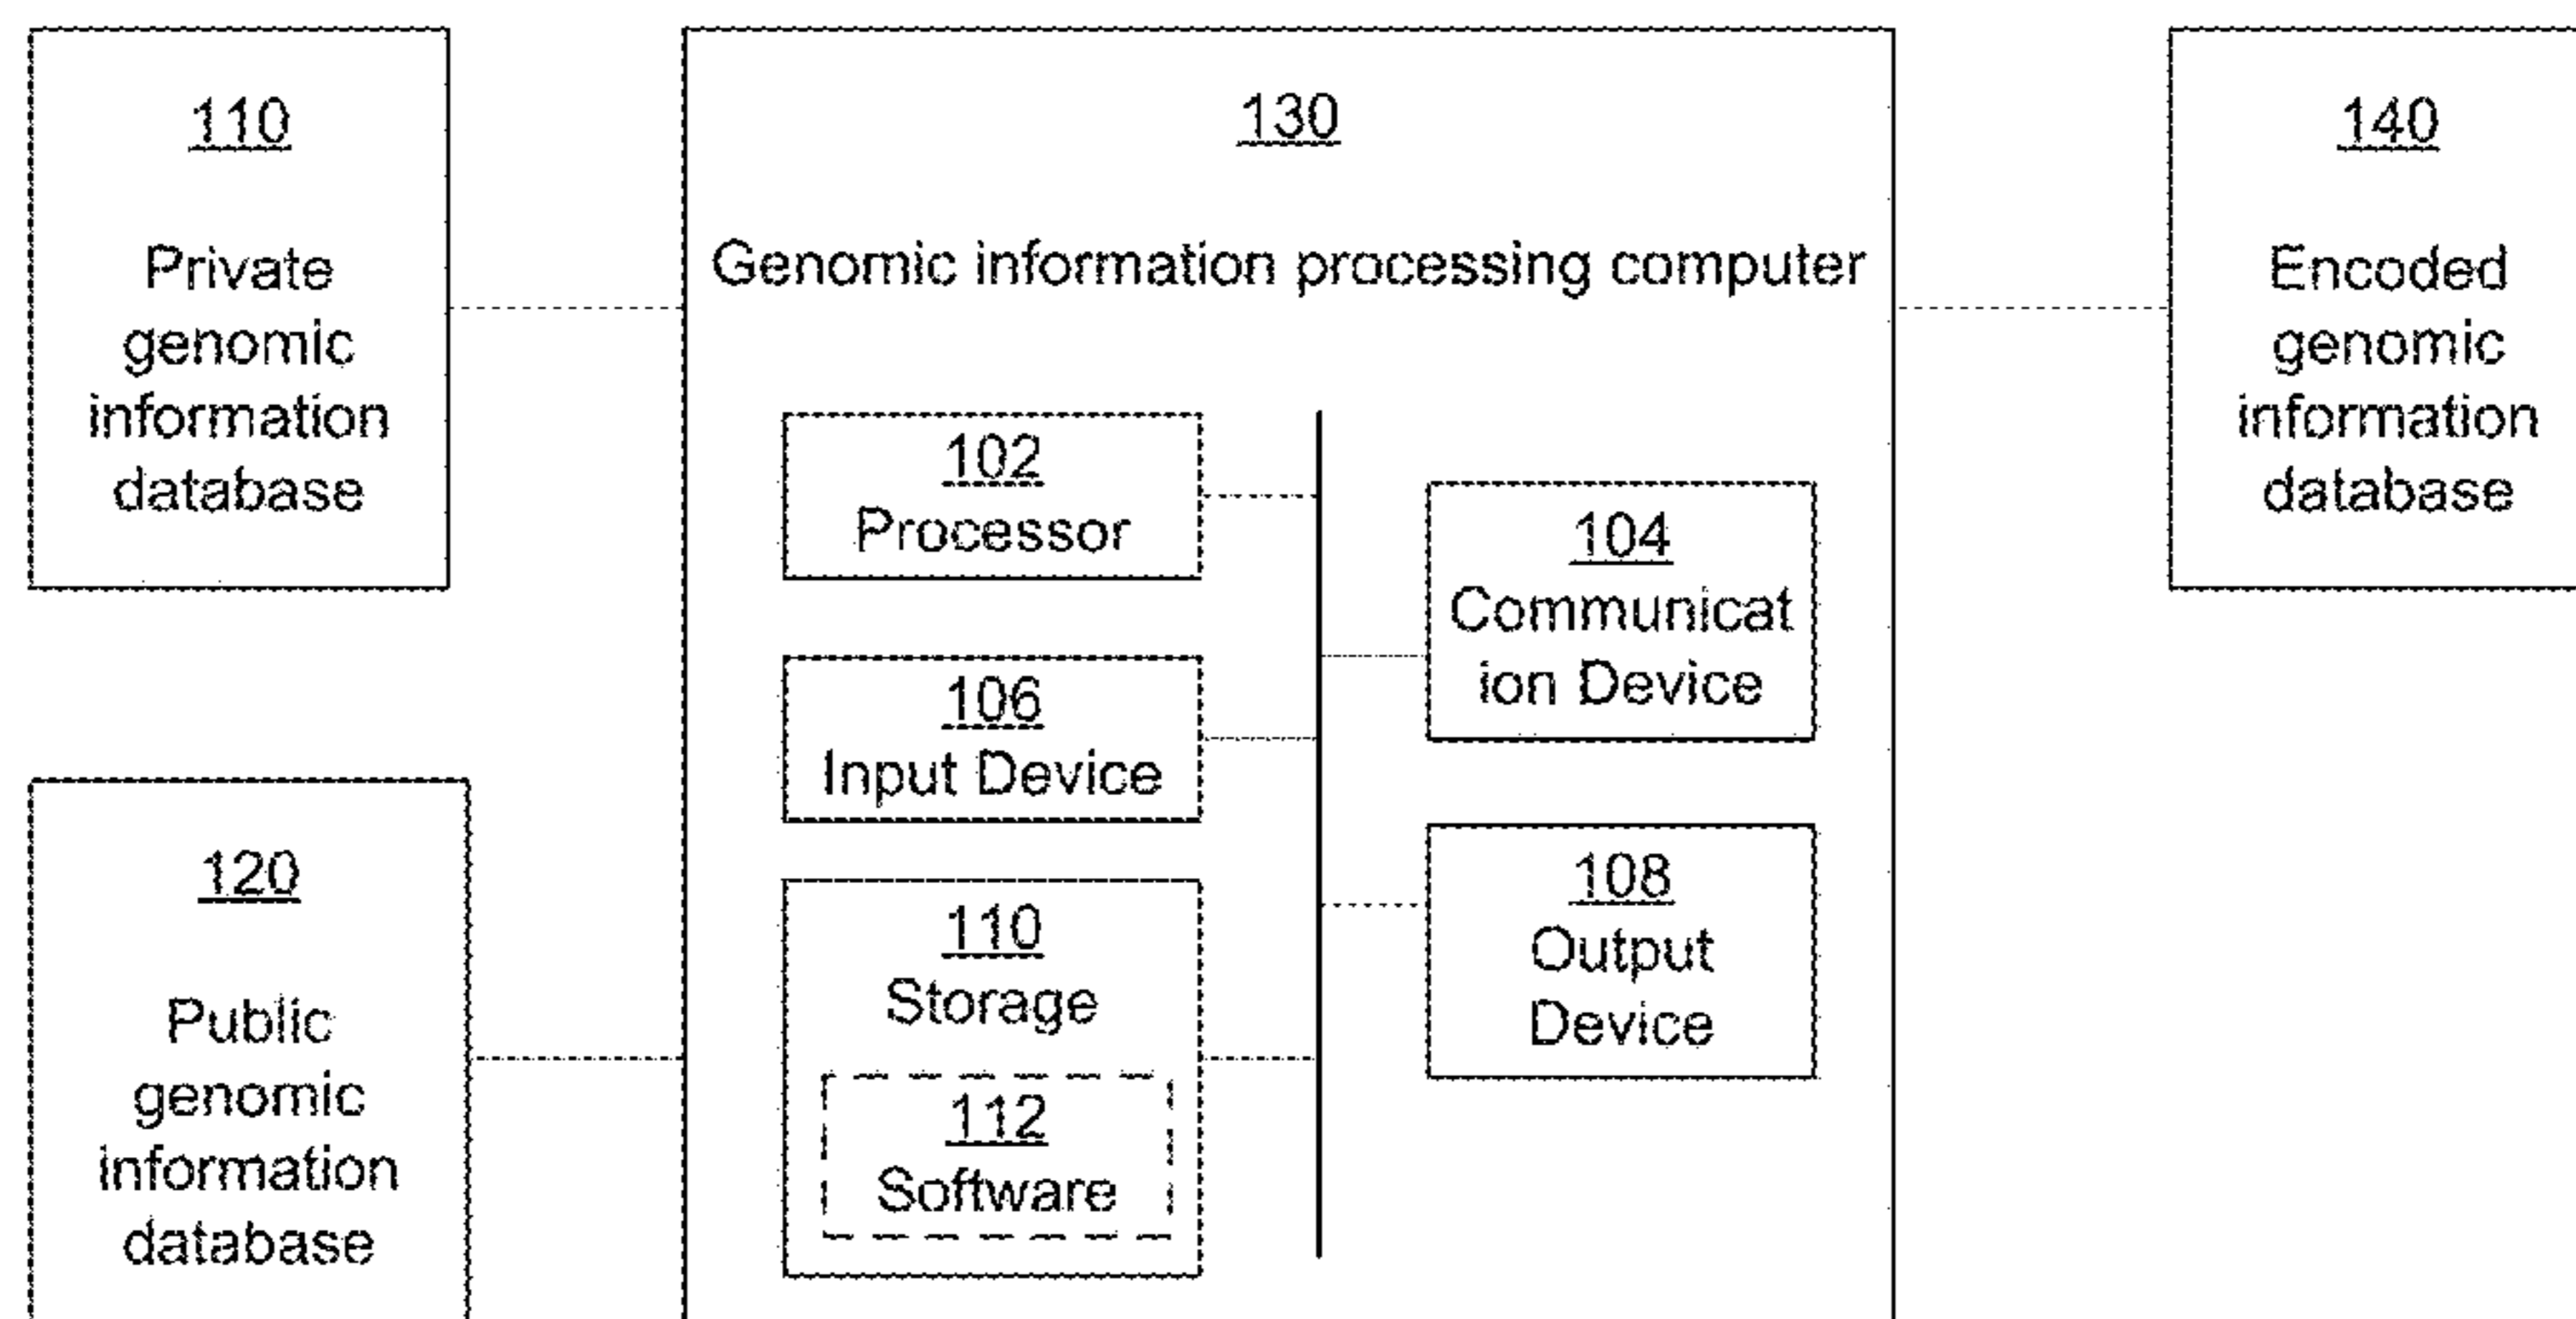 110
Private
genomic
information
database
120
Public
genomic
information
database
130
Genomic information processing computer
102
Processor
106
Input Device
110
Storage
112
Software
104
Communicat
ion Device
108
Output
Device
140
Encoded
genomic
information
database